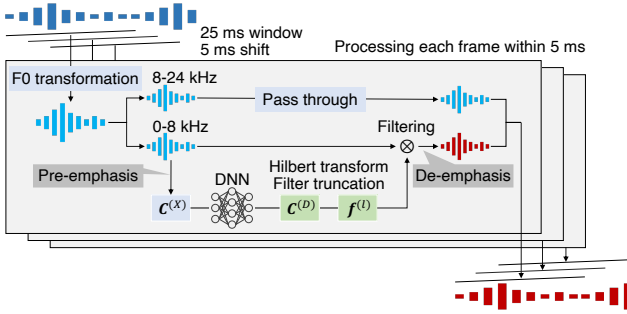 25 ms window
5 ms shift
Processing each frame within 5 ms
F0 transformation
8-24 kHz
Pass through
0-8 kHz
Filtering
Pre-emphasis
DNN
Hilbert transform
Filter truncation
De-emphasis
C^(X)
C^(D)
f^(l)